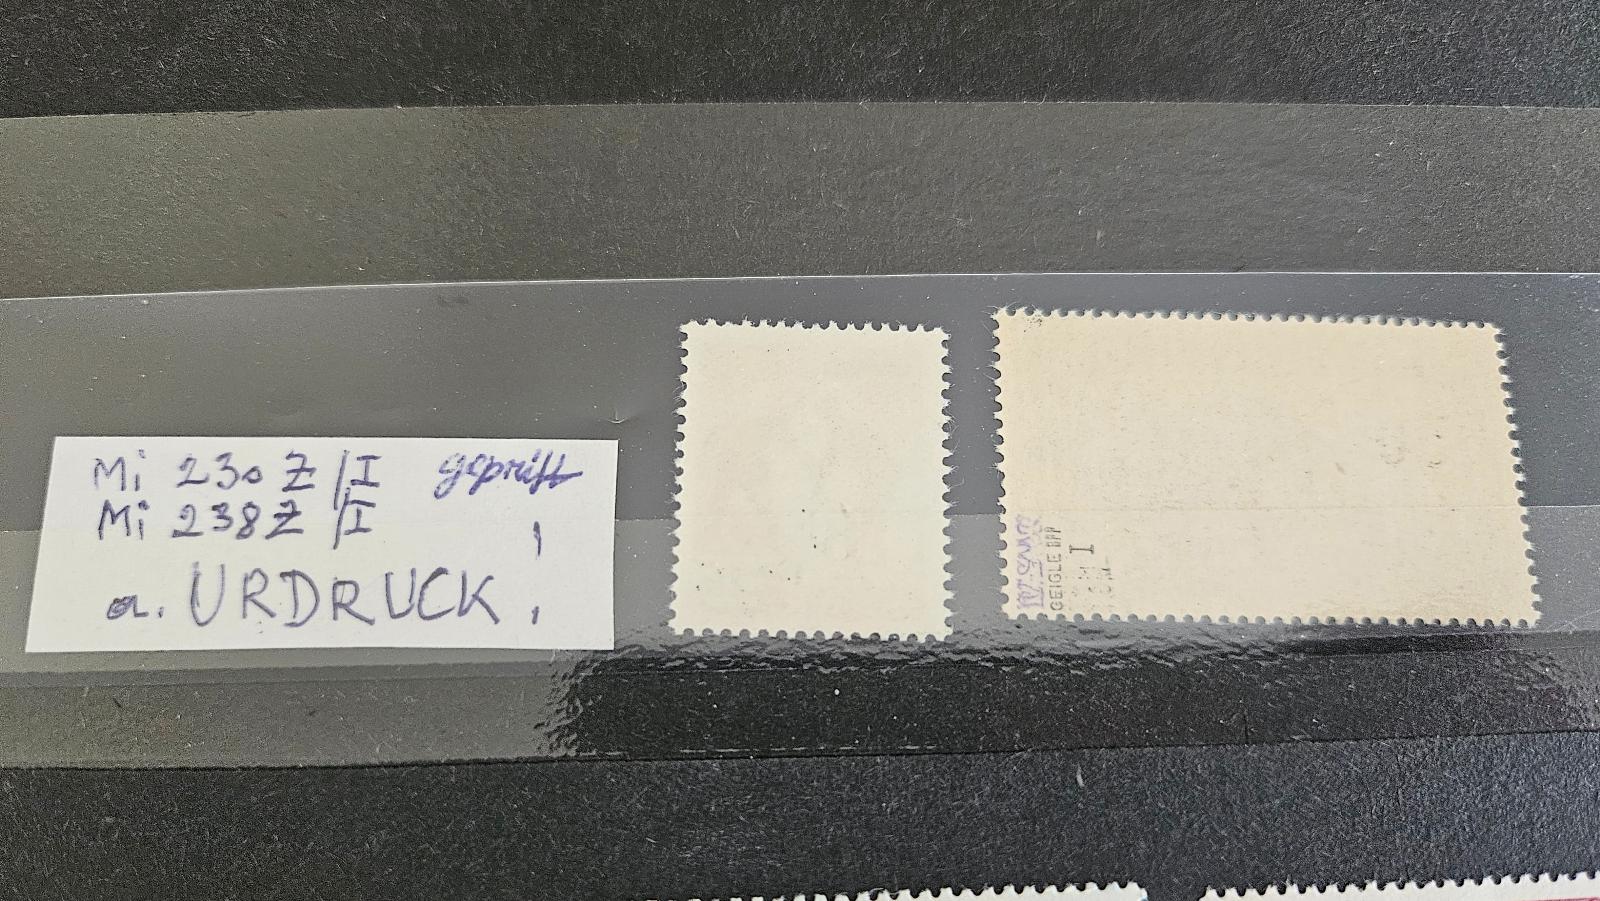 Mi 230 Z/I geprüft
Mi 238 Z/I !
a. URDRUCK!
GEIGLE BPP
I